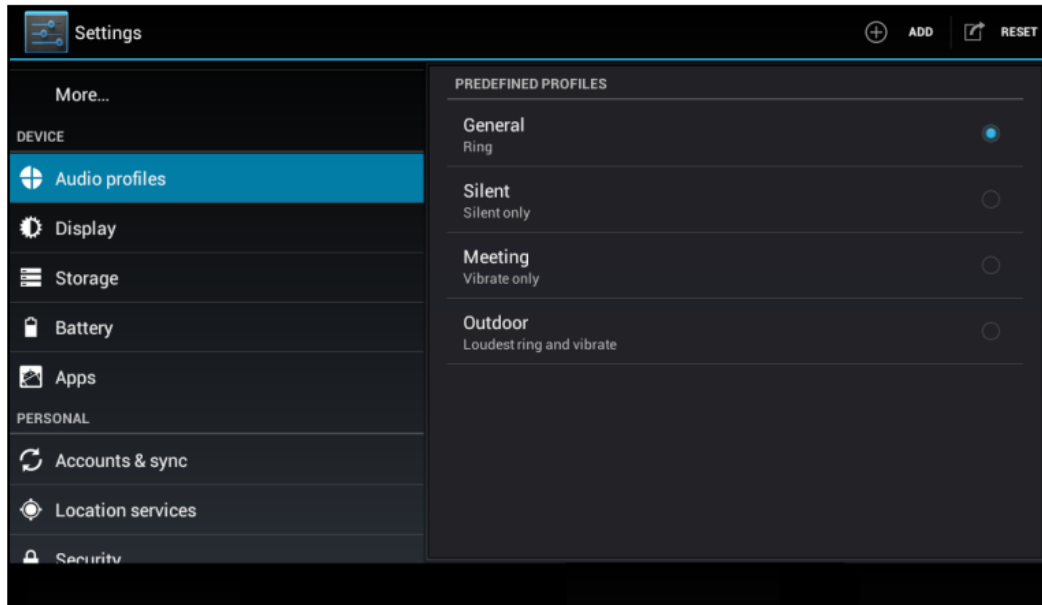 Settings
ADD
RESET
More...
DEVICE
Audio profiles
Display
Storage
Battery
Apps
PERSONAL
Accounts & sync
Location services
Security
PREDEFINED PROFILES
General
Ring
Silent
Silent only
Meeting
Vibrate only
Outdoor
Loudest ring and vibrate